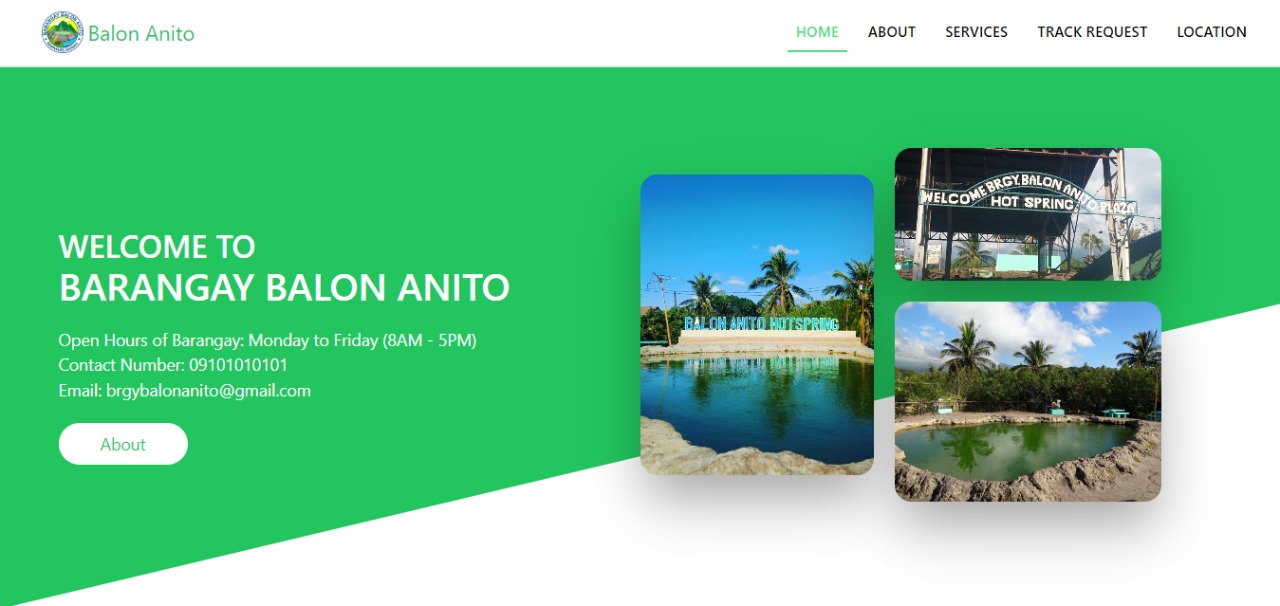 Balon Anito
HOME ABOUT SERVICES TRACK REQUEST LOCATION
WELCOME TO
BARANGAY BALON ANITO
Open Hours of Barangay: Monday to Friday (8AM - 5PM)
Contact Number: 09101010101
Email: brgybalonanito@gmail.com
About
BALON ANITO HOTSPRING
WELCOME BRGY. BALON ANITO PLAZA
HOT SPRING